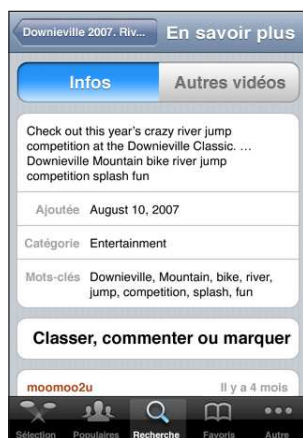 Downieville 2007. Riv...
En savoir plus
Infos
Autres vidéos
Check out this year's crazy river jump
competition at the Downieville Classic. ...
Downieville Mountain bike river jump
competition splash fun
Ajoutée August 10, 2007
Catégorie Entertainment
Mots-clés Downieville, Mountain, bike, river,
jump, competition, splash, fun
Classer, commenter ou marquer
moomoo2u
Il y a 4 mois
Sélection Populaires Recherche Favoris Autre